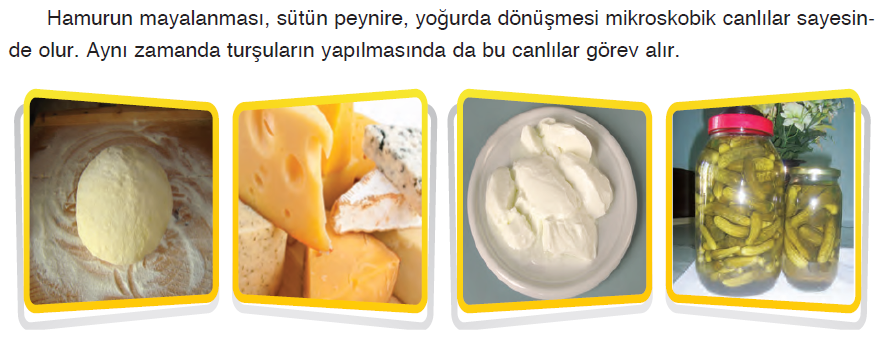 Hamurun mayalanması, sütün peynire, yoğurda dönüşmesi mikroskobik canlılar sayesin-
de olur. Aynı zamanda turşuların yapılmasında da bu canlılar görev alır.